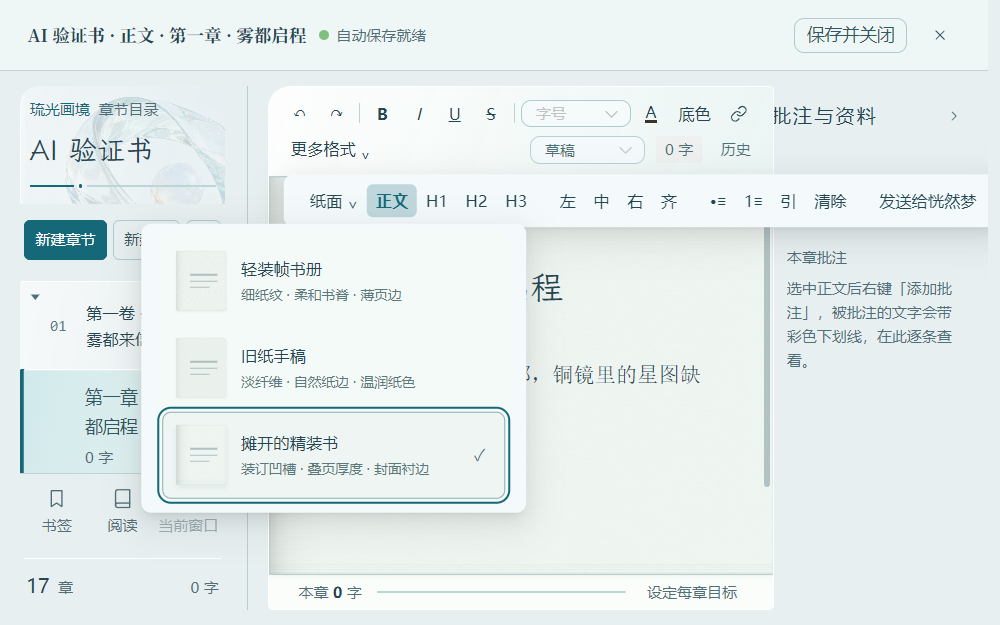 AI 验证书 · 正文 · 第一章 · 雾都启程 自动保存就绪 保存并关闭 ×
琉光画境 章节目录
AI 验证书
新建章节 新
01 第一卷 ·
雾都来信
第一章
都启程
0 字
书签 阅读 当前窗口
17 章 0 字
B I U S 字号 A 底色
更多格式 草稿 0 字 历史
纸面 正文 H1 H2 H3 左 中 右 齐 •≡ 1≡ 引 清除 发送给恍然梦
轻装帧书册
细纸纹 · 柔和书脊 · 薄页边
旧纸手稿
淡纤维 · 自然纸边 · 温润纸色
摊开的精装书
装订凹槽 · 叠页厚度 · 封面衬边
程
，铜镜里的星图缺
本章 0 字 设定每章目标
批注与资料
本章批注
选中正文后右键「添加批
注」，被批注的文字会带
彩色下划线，在此逐条查
看。